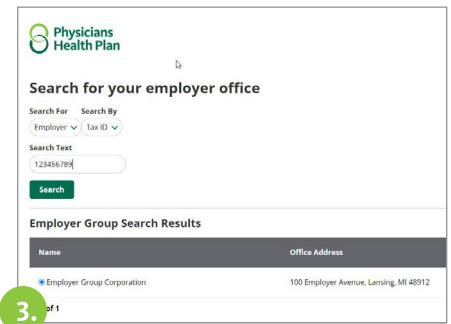 Physicians
Health Plan
Search for your employer office
Search For Search By
Employer Tax ID
Search Text
123456789
Search
Employer Group Search Results
Name Office Address
Employer Group Corporation 100 Employer Avenue, Lansing, MI 48912
3. of 1